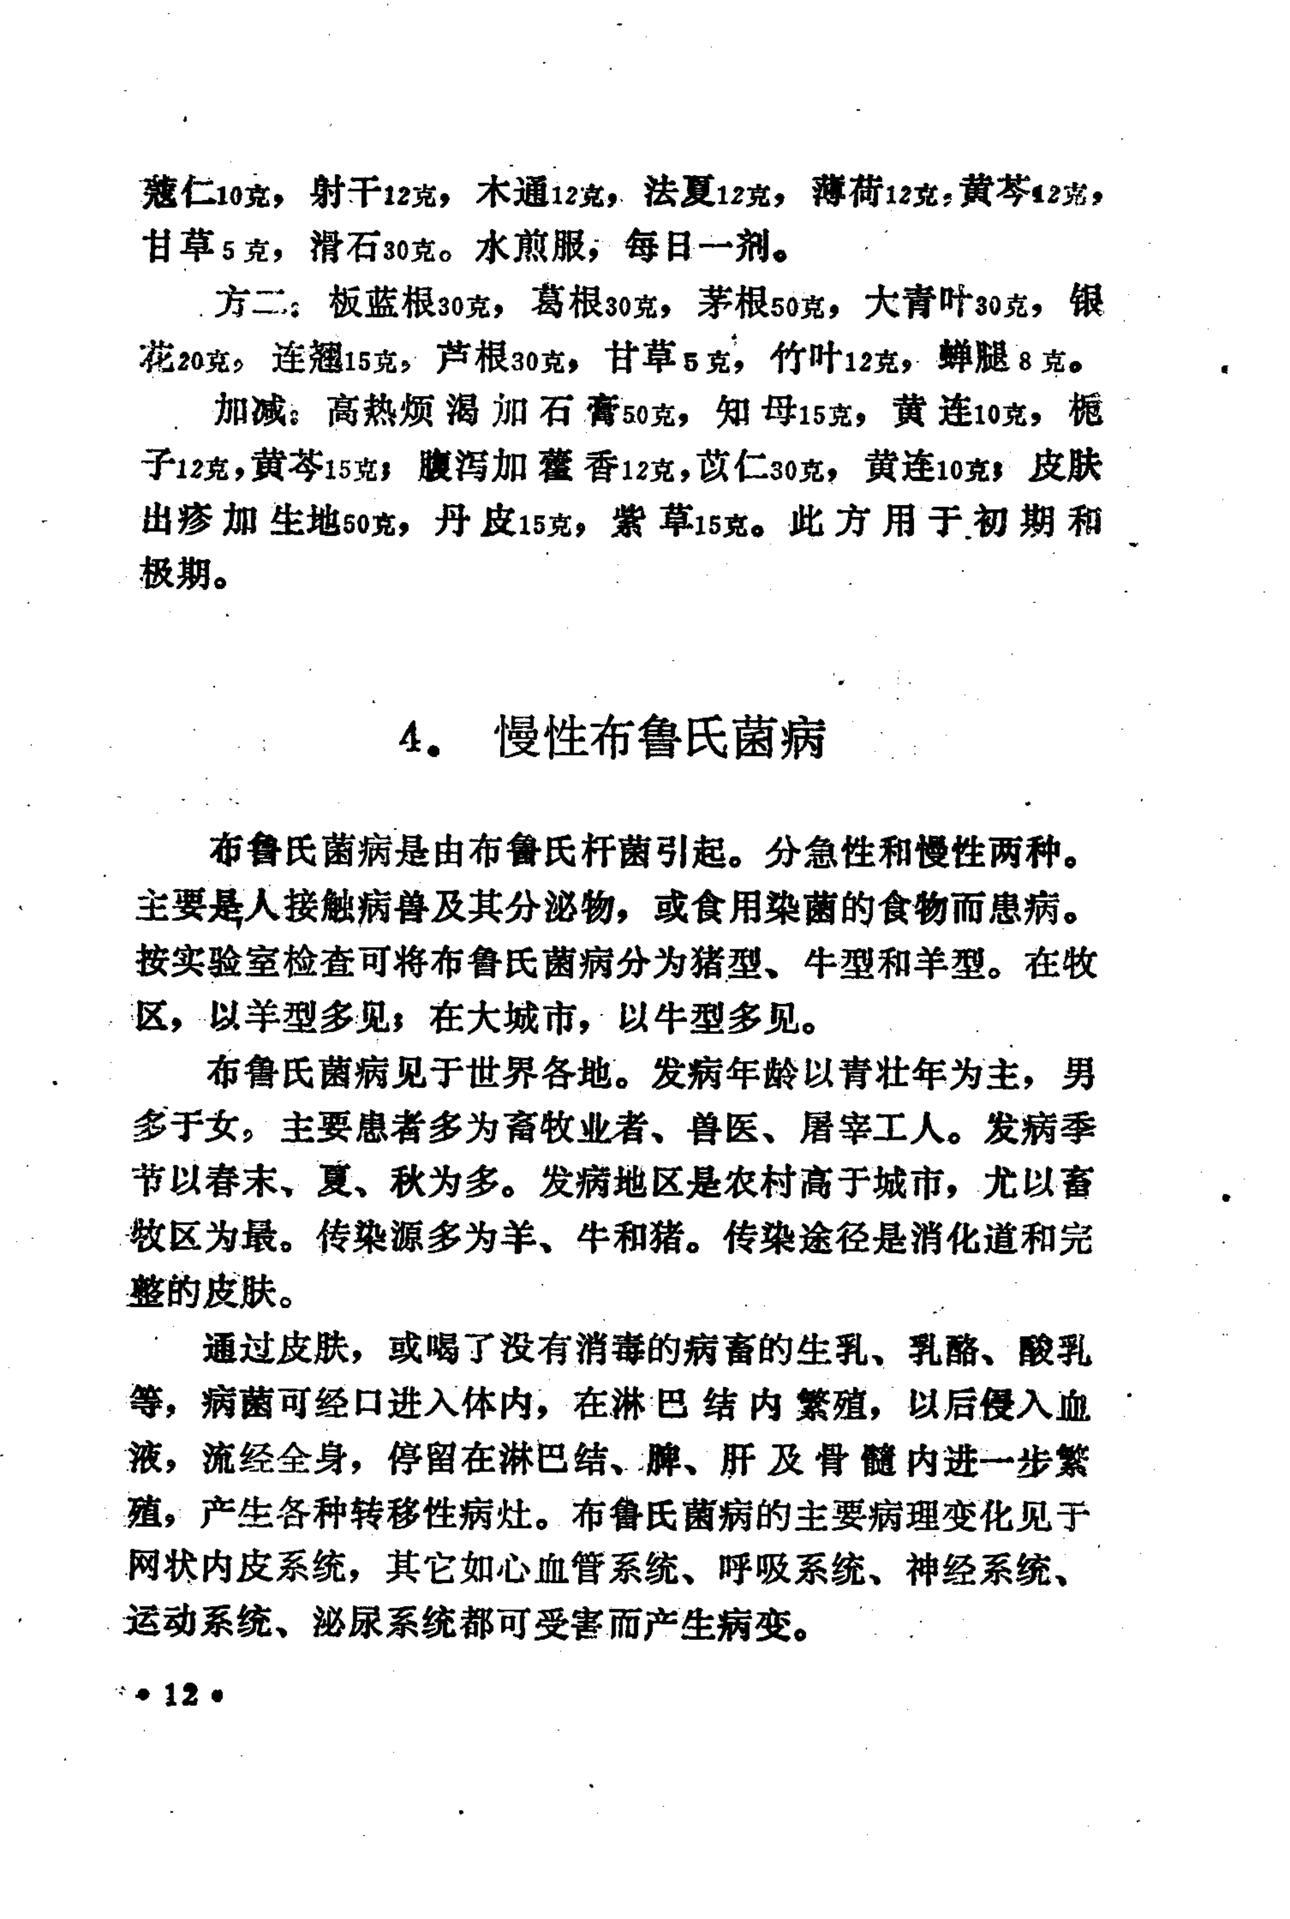 蔻仁10克，射干12克，木通12克，法夏12克，薄荷12克，黄芩12克，
甘草5克，滑石30克。水煎服，每日一剂。
方二：板蓝根30克，葛根30克，茅根50克，大青叶30克，银
花20克，连翘15克，芦根30克，甘草5克，竹叶12克，蝉腿8克。
加减：高热烦渴加石膏50克，知母15克，黄连10克，栀
子12克，黄芩15克；腹泻加藿香12克，苡仁30克，黄连10克；皮肤
出疹加生地50克，丹皮15克，紫草15克。此方用于初期和
极期。
4. 慢性布鲁氏菌病
布鲁氏菌病是由布鲁氏杆菌引起。分急性和慢性两种。
主要是人接触病兽及其分泌物，或食用染菌的食物而患病。
按实验室检查可将布鲁氏菌病分为猪型、牛型和羊型。在牧
区，以羊型多见；在大城市，以牛型多见。
布鲁氏菌病见于世界各地。发病年龄以青壮年为主，男
多于女，主要患者多为畜牧业者、兽医、屠宰工人。发病季
节以春末、夏、秋为多。发病地区是农村高于城市，尤以畜
牧区为最。传染源多为羊、牛和猪。传染途径是消化道和完
整的皮肤。
通过皮肤，或喝了没有消毒的病畜的生乳、乳酪、酸乳
等，病菌可经口进入体内，在淋巴结内繁殖，以后侵入血
液，流经全身，停留在淋巴结、脾、肝及骨髓内进一步繁
殖，产生各种转移性病灶。布鲁氏菌病的主要病理变化见于
网状内皮系统，其它如心血管系统、呼吸系统、神经系统、
运动系统、泌尿系统都可受害而产生病变。
• 12 •